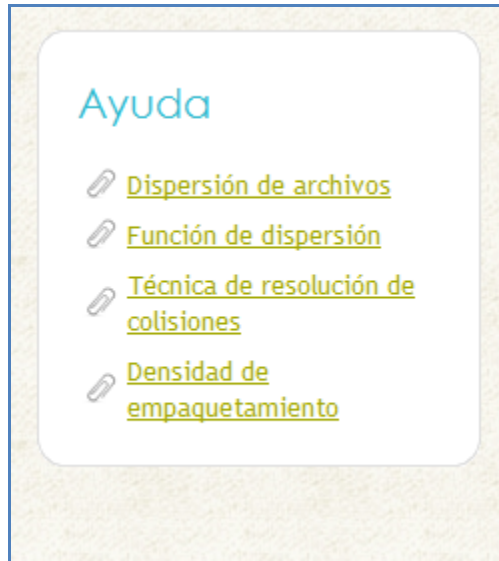 Ayuda
Dispersión de archivos
Función de dispersión
Técnica de resolución de
colisiones
Densidad de
empaquetamiento